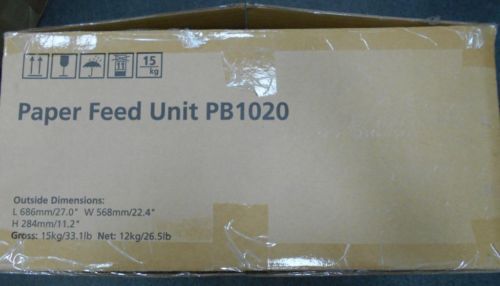 11
15
kg
Paper Feed Unit PB1020
Outside Dimensions:
L 686mm/27.0" W 568mm/22.4"
H 284mm/11.2"
Gross: 15kg/33.1lb Net: 12kg/26.5lb